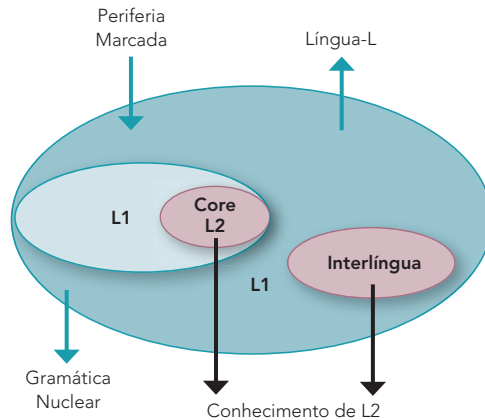 Periferia
Marcada
Língua-L
L1
Core
L2
Interlíngua
L1
Gramática
Nuclear
Conhecimento de L2